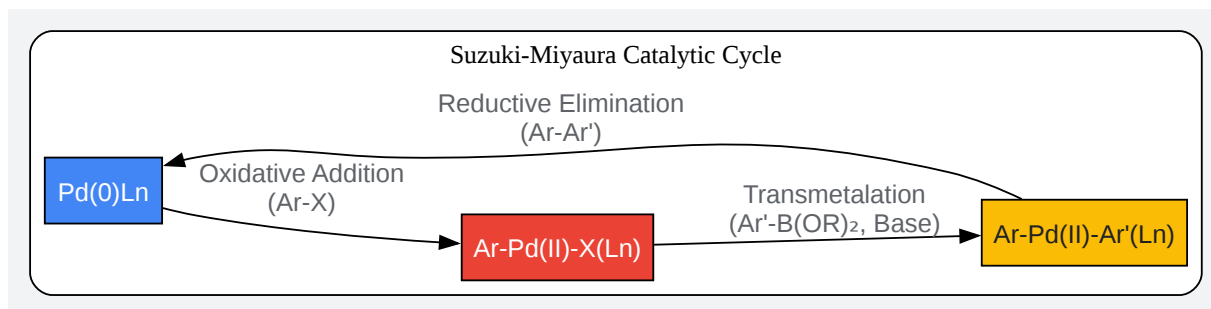 Suzuki-Miyaura Catalytic Cycle
Reductive Elimination
(Ar-Ar')
Oxidative Addition
(Ar-X)
Pd(0)Ln
Transmetalation
(Ar'-B(OR)₂, Base)
Ar-Pd(II)-X(Ln)
Ar-Pd(II)-Ar'(Ln)